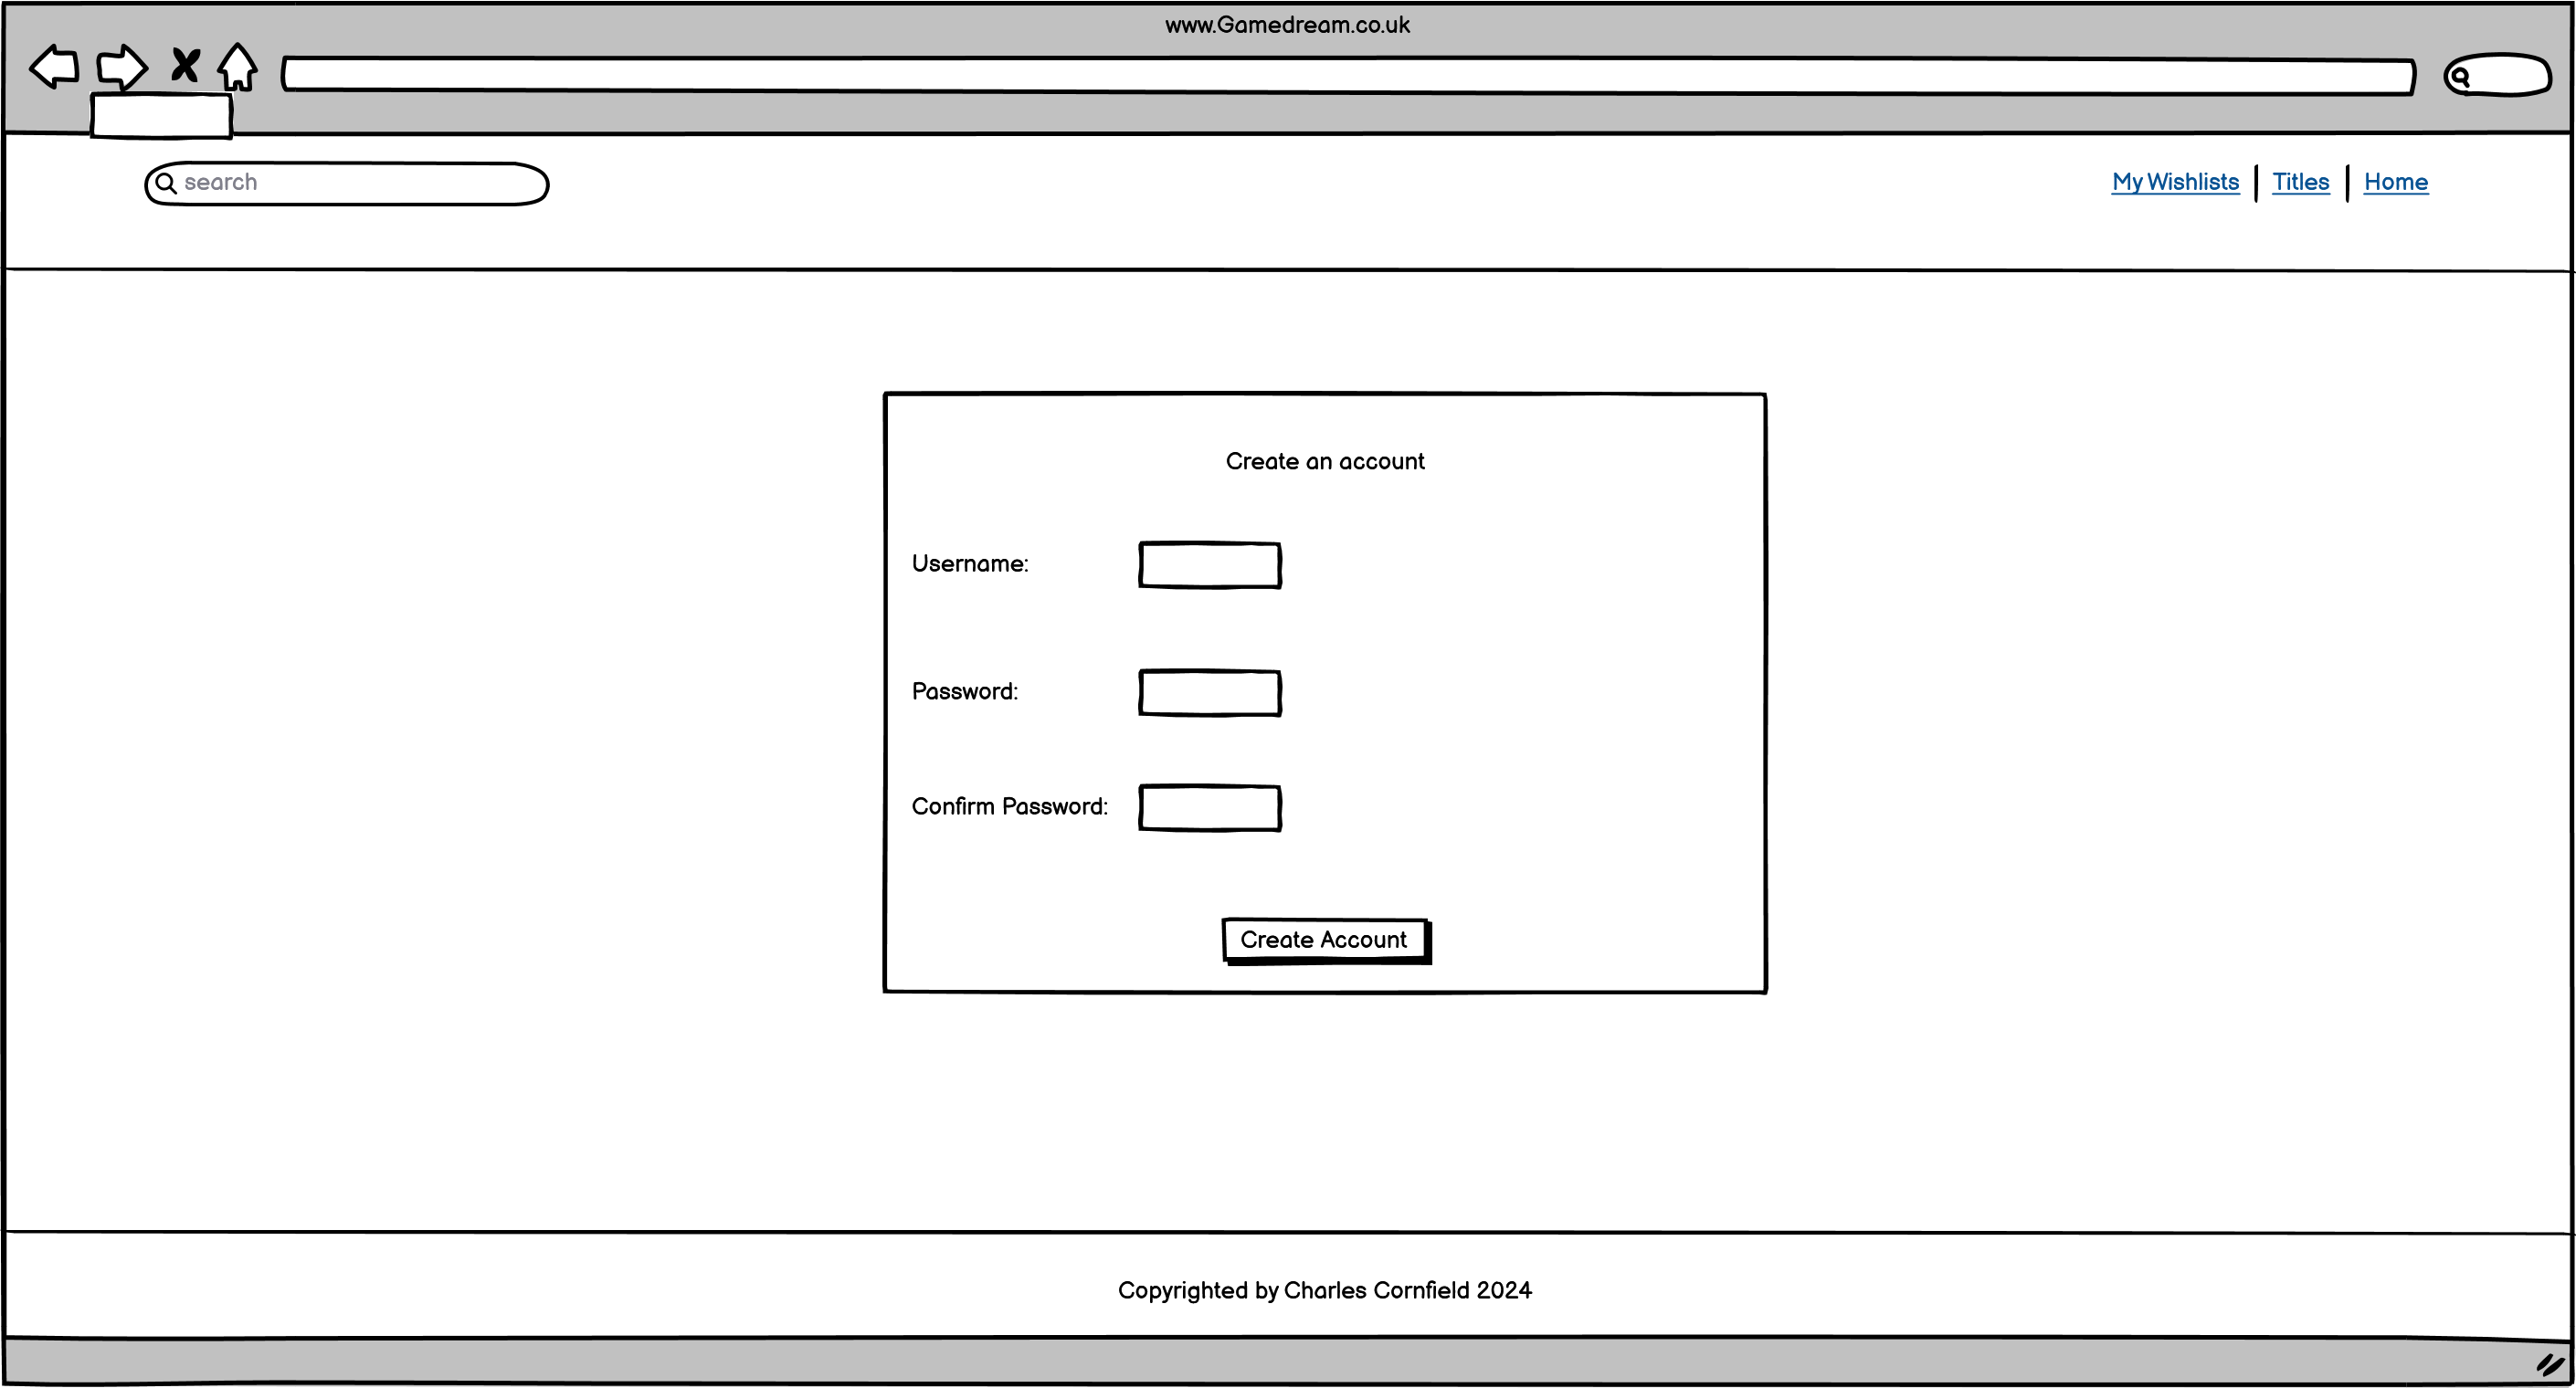 www.Gamedream.co.uk
search
My Wishlists | Titles | Home
Create an account
Username:
Password:
Confirm Password:
Create Account
Copyrighted by Charles Cornfield 2024